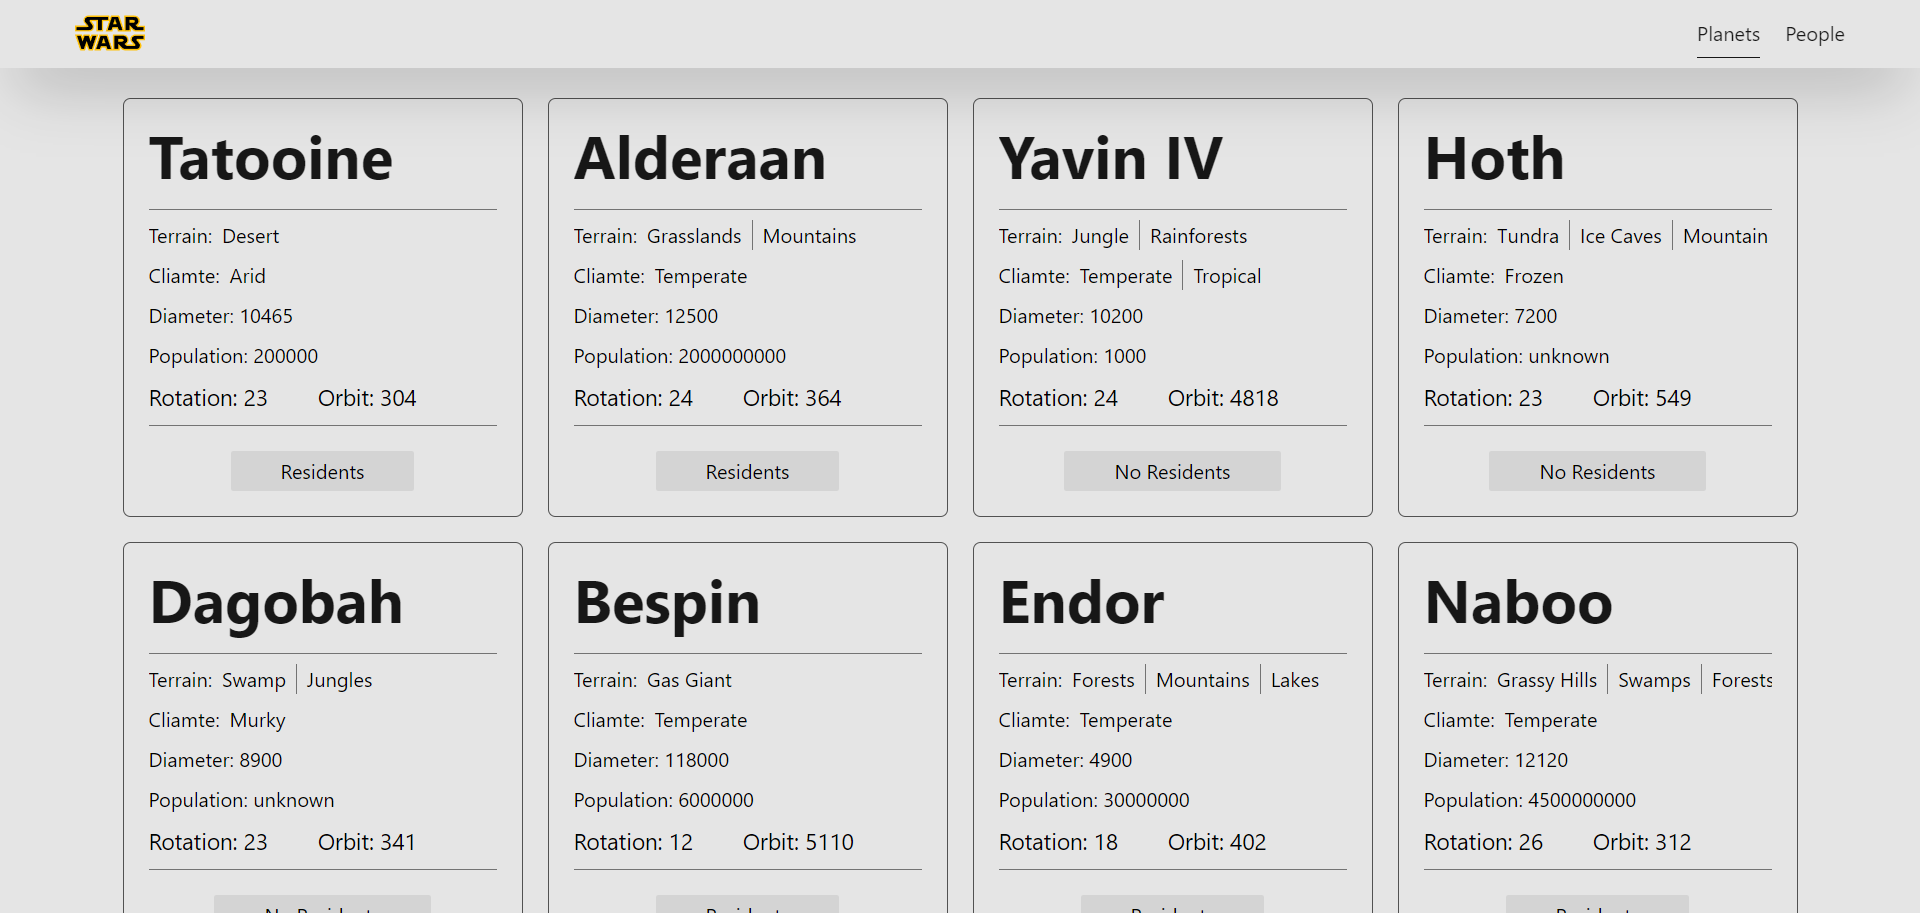 STAR
WARS
Planets People
Tatooine
Terrain: Desert
Cliamte: Arid
Diameter: 10465
Population: 200000
Rotation: 23 Orbit: 304
Residents
Alderaan
Terrain: Grasslands Mountains
Cliamte: Temperate
Diameter: 12500
Population: 2000000000
Rotation: 24 Orbit: 364
Residents
Yavin IV
Terrain: Jungle Rainforests
Cliamte: Temperate Tropical
Diameter: 10200
Population: 1000
Rotation: 24 Orbit: 4818
No Residents
Hoth
Terrain: Tundra Ice Caves Mountain
Cliamte: Frozen
Diameter: 7200
Population: unknown
Rotation: 23 Orbit: 549
No Residents
Dagobah
Terrain: Swamp Jungles
Cliamte: Murky
Diameter: 8900
Population: unknown
Rotation: 23 Orbit: 341
No Residents
Bespin
Terrain: Gas Giant
Cliamte: Temperate
Diameter: 118000
Population: 6000000
Rotation: 12 Orbit: 5110
Residents
Endor
Terrain: Forests Mountains Lakes
Cliamte: Temperate
Diameter: 4900
Population: 30000000
Rotation: 18 Orbit: 402
Residents
Naboo
Terrain: Grassy Hills Swamps Forests
Cliamte: Temperate
Diameter: 12120
Population: 4500000000
Rotation: 26 Orbit: 312
Residents